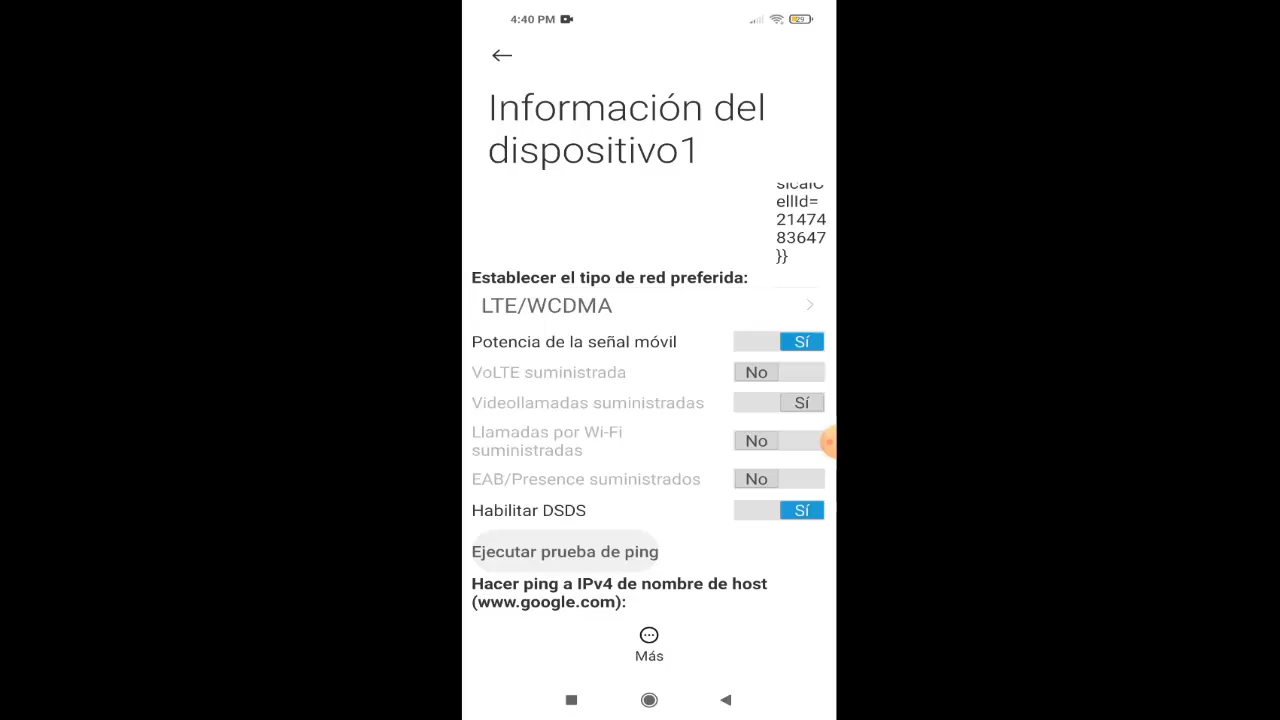 4:40 PM
29
Información del
dispositivo1
sicalC
ellId=
21474
83647
}}
Establecer el tipo de red preferida:
LTE/WCDMA
Potencia de la señal móvil Sí
VoLTE suministrada No
Videollamadas suministradas Sí
Llamadas por Wi-Fi
suministradas No
EAB/Presence suministrados No
Habilitar DSDS Sí
Ejecutar prueba de ping
Hacer ping a IPv4 de nombre de host
(www.google.com):
Más